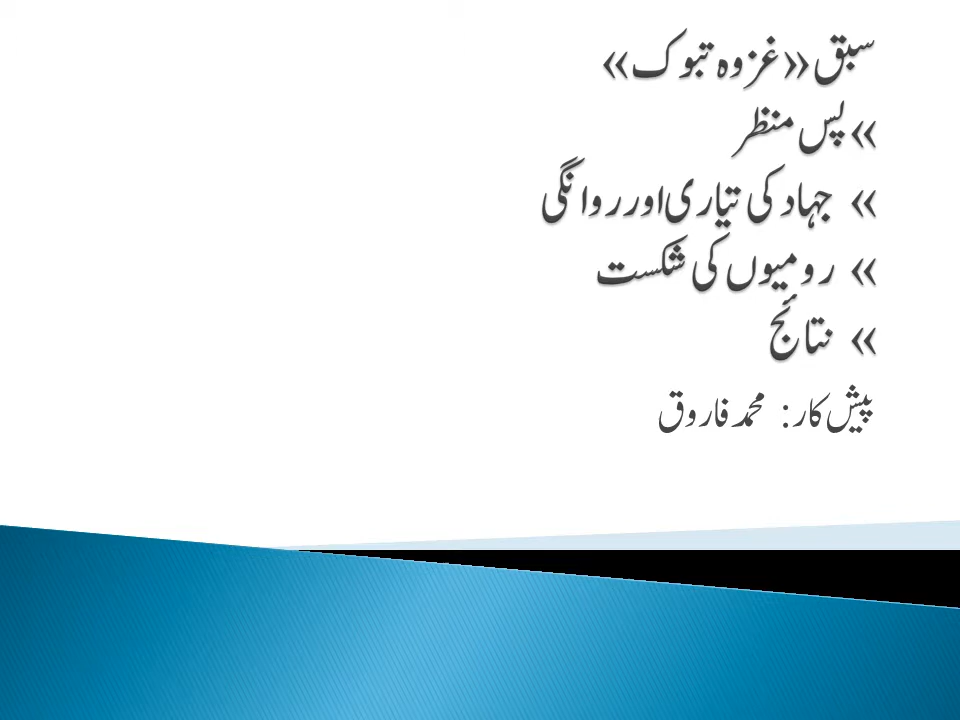 سبق «غزوہ تبوک»
» پس منظر
» جہاد کی تیاری اور روانگی
» رومیوں کی شکست
» نتائج
پیش کار: محمد فاروق